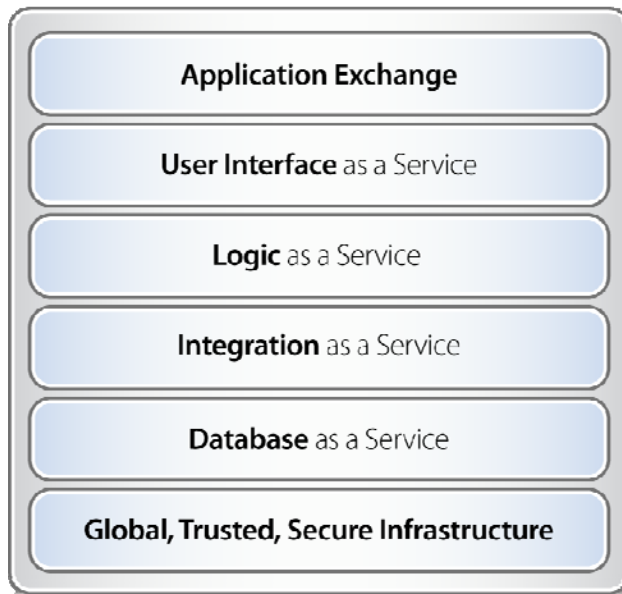 Application Exchange
User Interface as a Service
Logic as a Service
Integration as a Service
Database as a Service
Global, Trusted, Secure Infrastructure